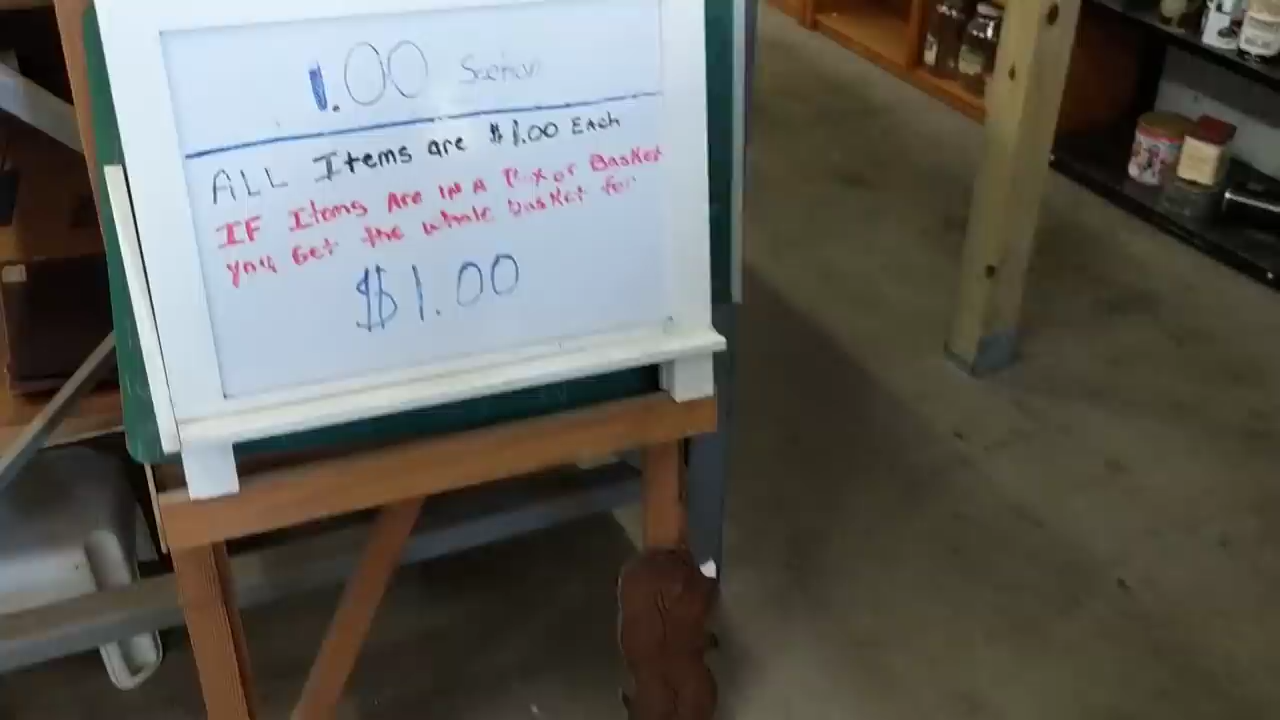 1.00 Section
ALL Items are $1.00 EAch
IF Items Are IN A Box or Basket
you Get the whole basket for
$1.00